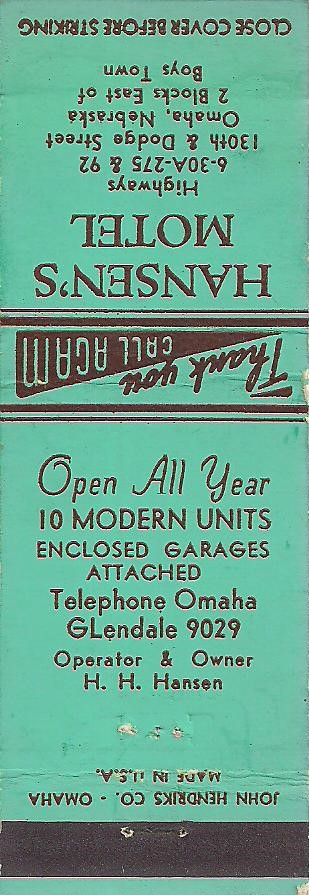 HANSEN'S
MOTEL
Highways
6-30A-275 & 92
130th & Dodge Street
Omaha, Nebraska
2 Blocks East of
Boys Town
CLOSE COVER BEFORE STRIKING
Thank you
CALL AGAIN
Open All Year
10 MODERN UNITS
ENCLOSED GARAGES
ATTACHED
Telephone Omaha
GLendale 9029
Operator & Owner
H. H. Hansen
JOHN HENDRIKS CO. - OMAHA
MADE IN U.S.A.